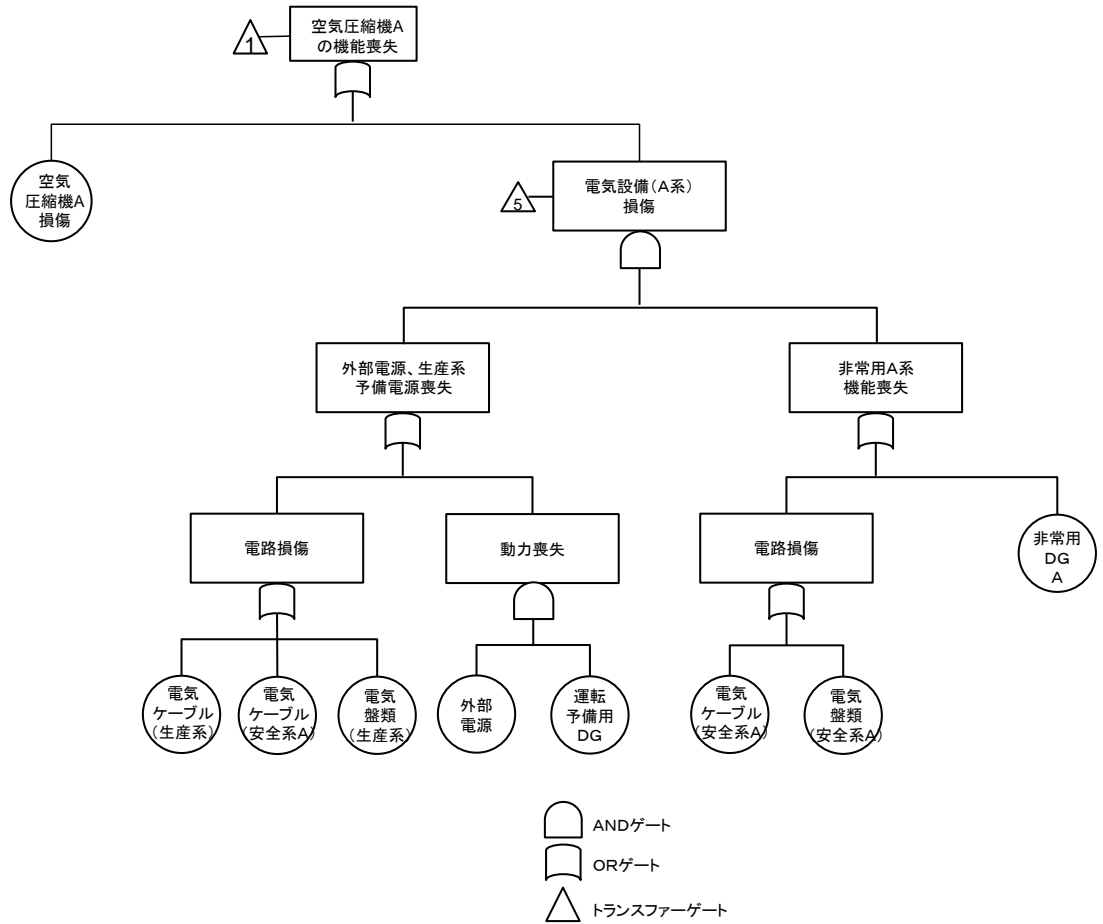 空気圧縮機A
の機能喪失
1
空気
圧縮機A
損傷
電気設備(A系)
損傷
5
外部電源、生産系
予備電源喪失
非常用A系
機能喪失
電路損傷
動力喪失
電路損傷
非常用
DG
A
電気
ケーブル
(生産系)
電気
ケーブル
(安全系A)
電気
盤類
(生産系)
外部
電源
運転
予備用
DG
電気
ケーブル
(安全系A)
電気
盤類
(安全系A)
ANDゲート
ORゲート
トランスファーゲート